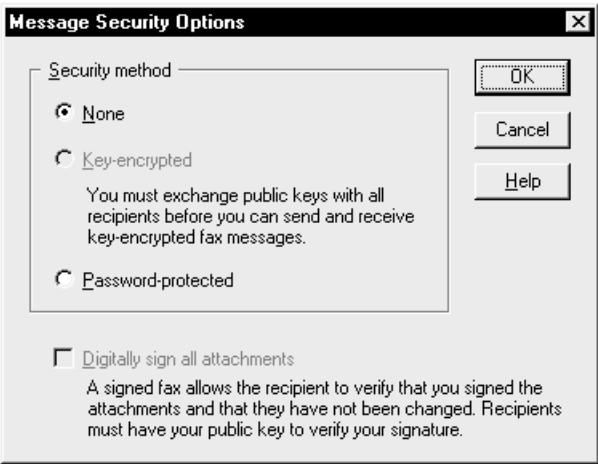 Message Security Options
Security method
OK
None
Cancel
Key-encrypted
Help
You must exchange public keys with all
recipients before you can send and receive
key-encrypted fax messages.
Password-protected
Digitally sign all attachments
A signed fax allows the recipient to verify that you signed the
attachments and that they have not been changed. Recipients
must have your public key to verify your signature.